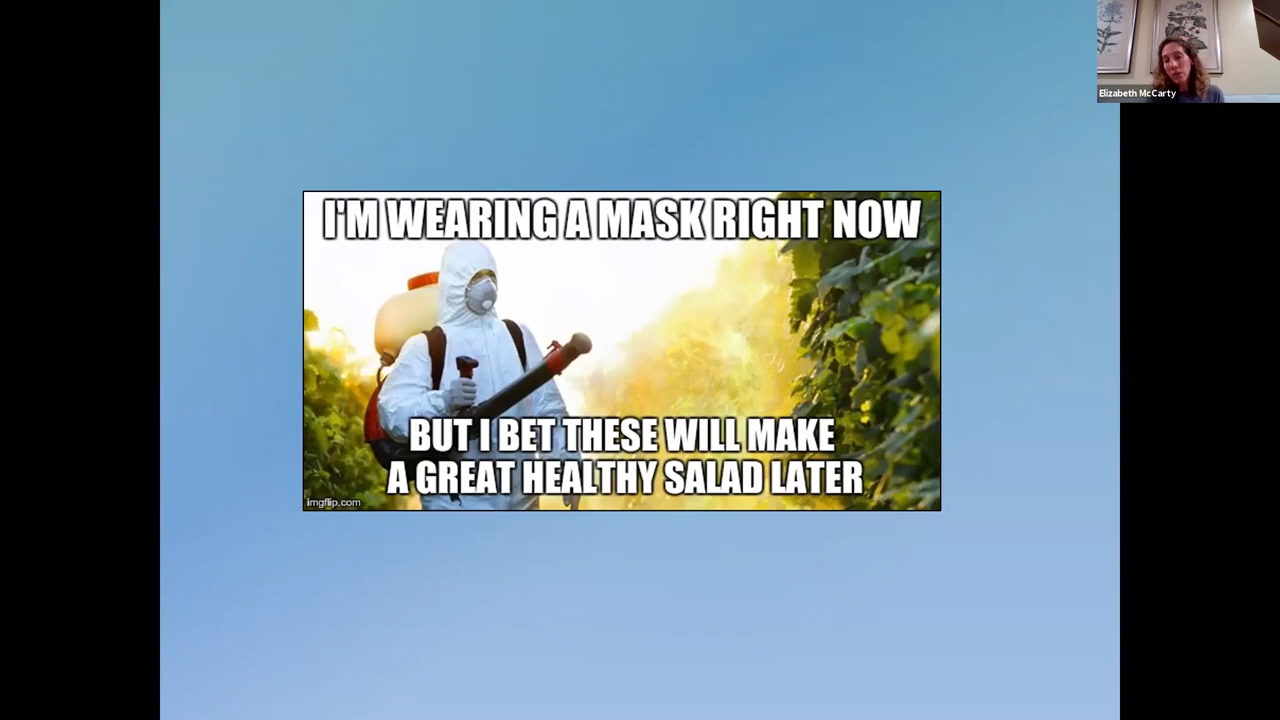 Elizabeth McCarty
I'M WEARING A MASK RIGHT NOW
BUT I BET THESE WILL MAKE
A GREAT HEALTHY SALAD LATER
imgflip.com